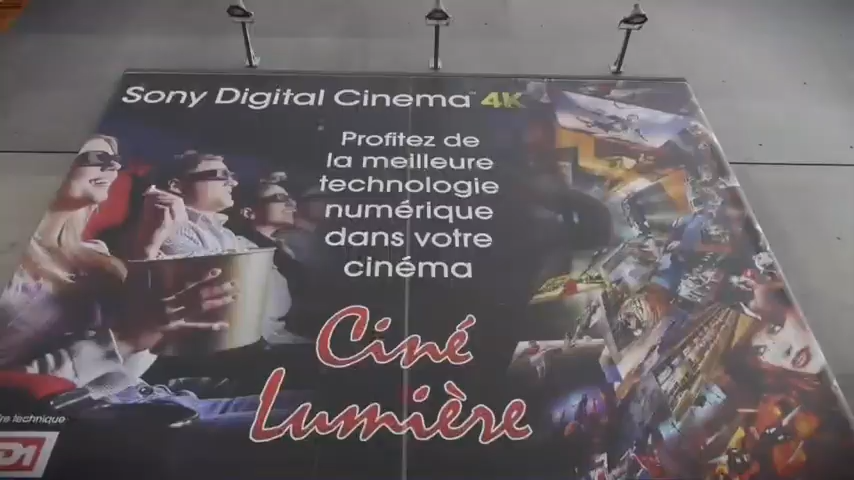 Sony Digital Cinema™ 4K
Profitez de
la meilleure
technologie
numérique
dans votre
cinéma
Ciné
Lumière
technique